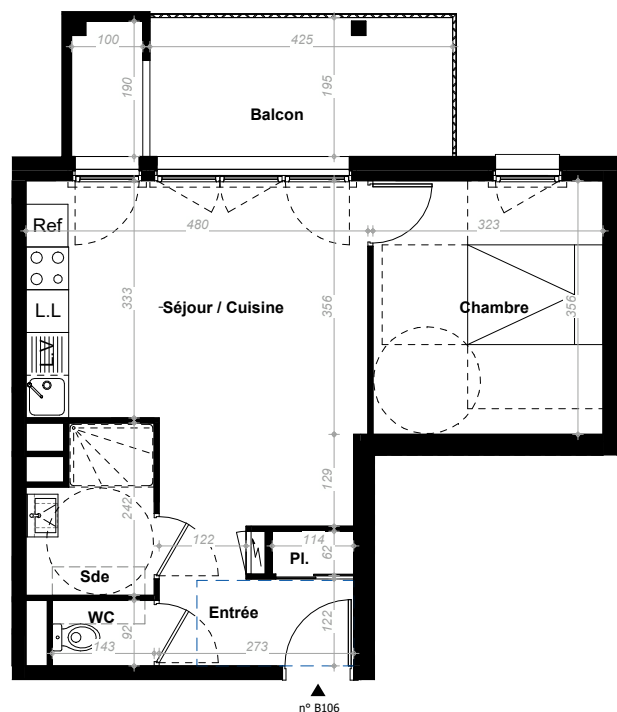 100
425
190
195
Balcon
Ref
480
323
L.L
333
Séjour / Cuisine
356
Chambre
356
LV
242
129
122
114
Pl.
62
Sde
WC
Entrée
92
122
143
273
n° B106